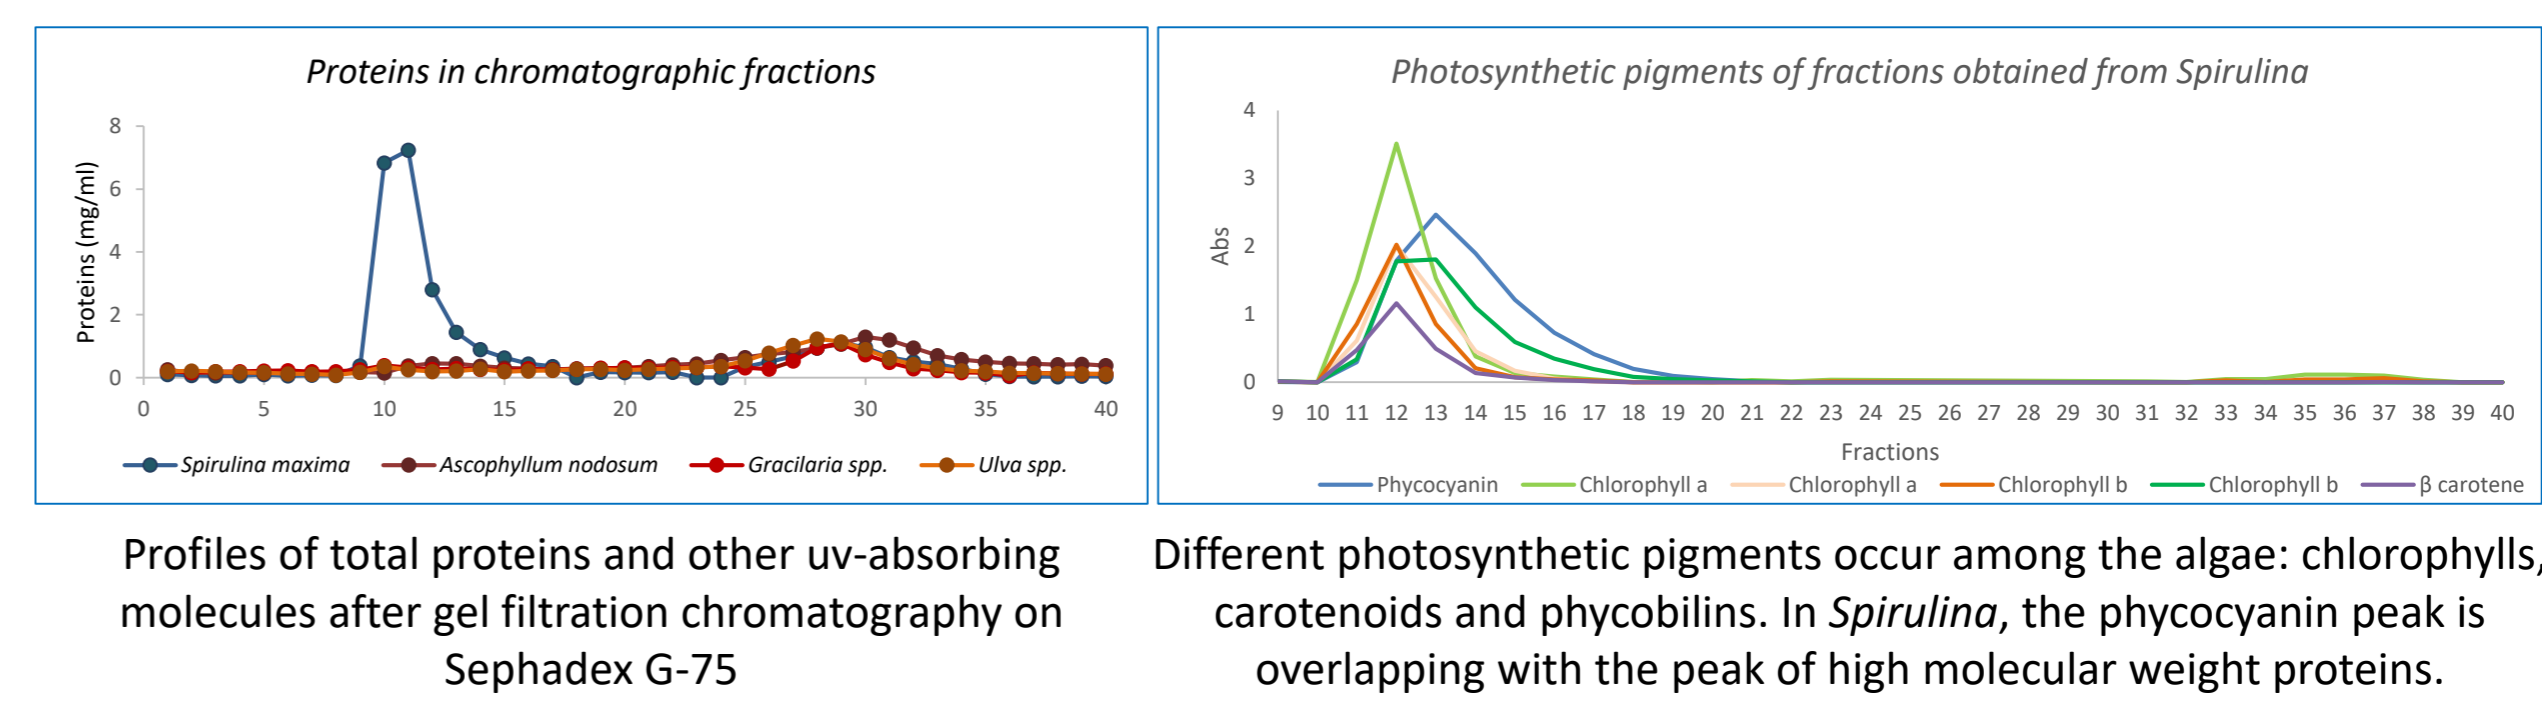 Proteins in chromatographic fractions
Proteins (mg/ml)
8
6
4
2
0
0 5 10 15 20 25 30 35 40
Spirulina maxima Ascophyllum nodosum Gracilaria spp. Ulva spp.
Profiles of total proteins and other uv-absorbing
molecules after gel filtration chromatography on
Sephadex G-75
Photosynthetic pigments of fractions obtained from Spirulina
Abs
4
3
2
1
0
9 10 11 12 13 14 15 16 17 18 19 20 21 22 23 24 25 26 27 28 29 30 31 32 33 34 35 36 37 38 39 40
Fractions
Phycocyanin Chlorophyll a Chlorophyll a Chlorophyll b Chlorophyll b β carotene
Different photosynthetic pigments occur among the algae: chlorophylls,
carotenoids and phycobilins. In Spirulina, the phycocyanin peak is
overlapping with the peak of high molecular weight proteins.